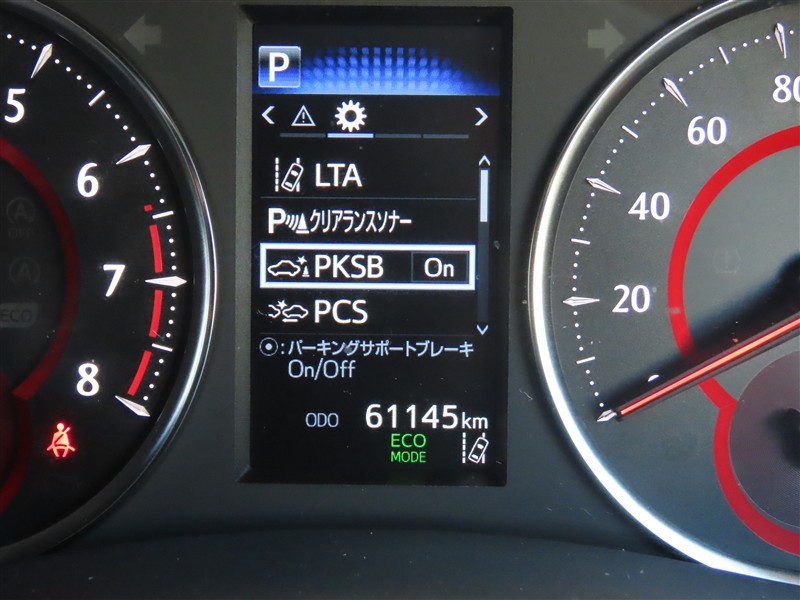 P
LTA
Pクリアランスソナー
PKSB On
PCS
:パーキングサポートブレーキ
On/Off
ODO 61145km
ECO
MODE
5
6
7
8
ECO
80
60
40
20